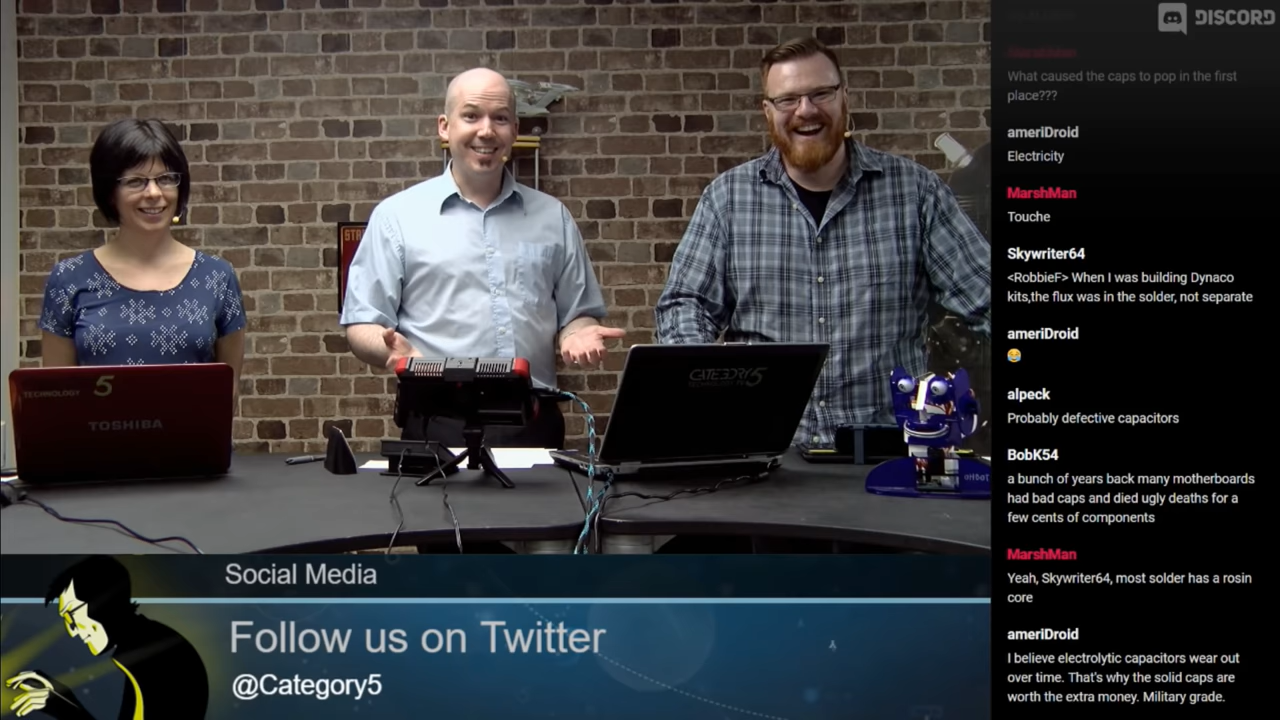 DISCORD
MarshMan
What caused the caps to pop in the first
place???
ameriDroid
Electricity
MarshMan
Touche
Skywriter64
<RobbieF> When I was building Dynaco
kits,the flux was in the solder, not separate
ameriDroid
alpeck
Probably defective capacitors
BobK54
a bunch of years back many motherboards
had bad caps and died ugly deaths for a
few cents of components
MarshMan
Yeah, Skywriter64, most solder has a rosin
core
ameriDroid
I believe electrolytic capacitors wear out
over time. That's why the solid caps are
worth the extra money. Military grade.
STA
TECHNOLOGY 5
TOSHIBA
CATEGORY5
TECHNOLOGY TV
Social Media
Follow us on Twitter
@Category5